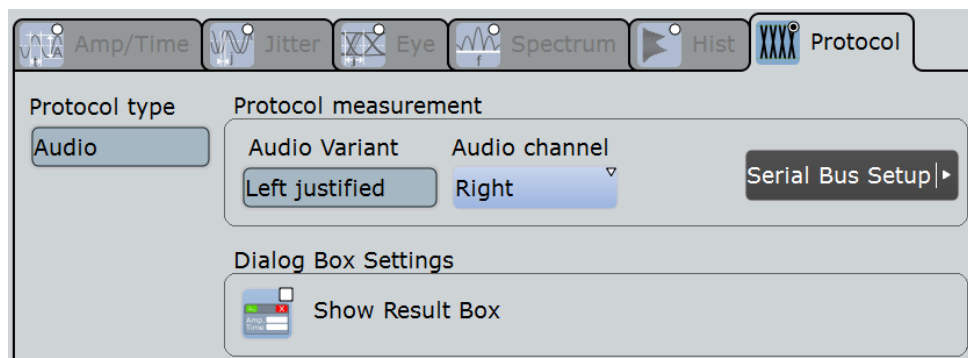 Amp/Time Jitter Eye Spectrum Hist Protocol
Protocol type Protocol measurement
Audio Audio Variant Audio channel
Left justified Right Serial Bus Setup
Dialog Box Settings
Show Result Box